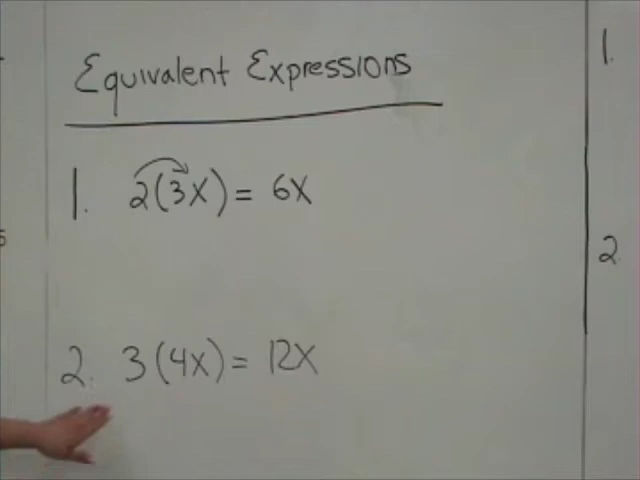 Equivalent Expressions
1. 2(3x) = 6x
2. 3(4x) = 12x
1.
2